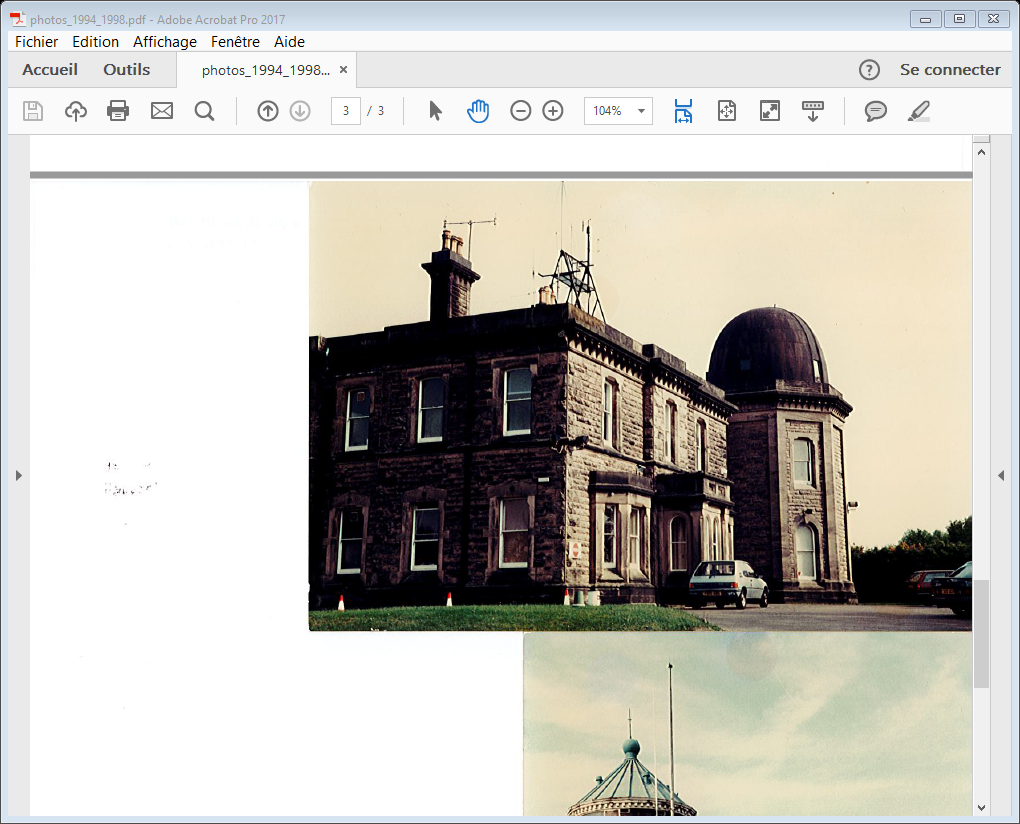 photos_1994_1998.pdf - Adobe Acrobat Pro 2017
Fichier Edition Affichage Fenêtre Aide
Accueil Outils photos_1994_1998... × ? Se connecter
3 / 3 104%